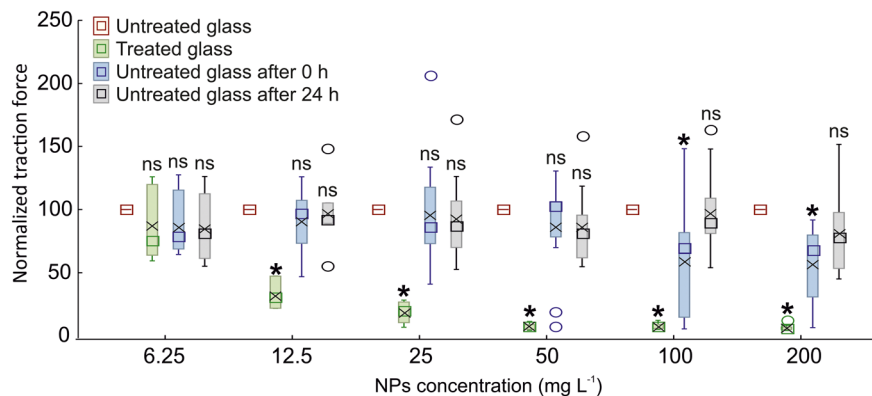 Untreated glass
Treated glass
Untreated glass after 0 h
Untreated glass after 24 h
Normalized traction force
250
200
150
100
50
0
ns ns ns
* ns ns
* ns ns
* ns ns
* * ns
* * ns
6.25 12.5 25 50 100 200
NPs concentration (mg L⁻¹)